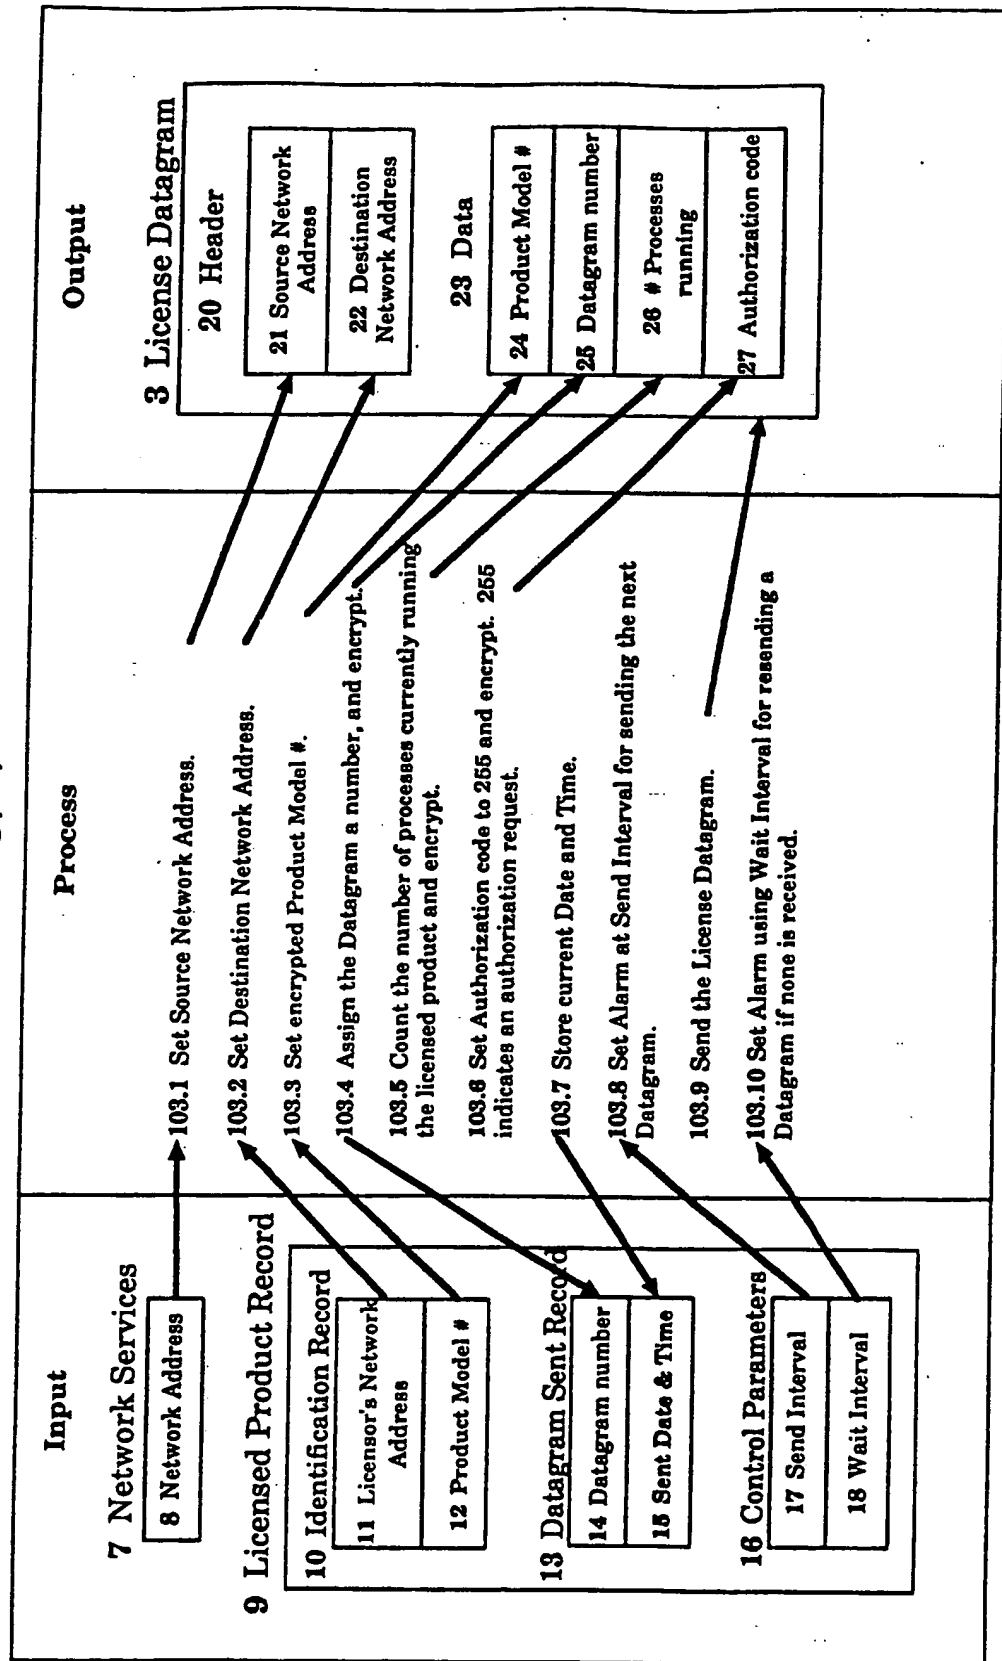 Input
Process
Output
7 Network Services
8 Network Address
9 Licensed Product Record
10 Identification Record
11 Licensor's Network
Address
12 Product Model #
13 Datagram Sent Record
14 Datagram number
15 Sent Date & Time
16 Control Parameters
17 Send Interval
18 Wait Interval
103.1 Set Source Network Address.
103.2 Set Destination Network Address.
103.3 Set encrypted Product Model #.
103.4 Assign the Datagram a number, and encrypt.
103.5 Count the number of processes currently running
the licensed product and encrypt.
103.6 Set Authorization code to 255 and encrypt. 255
indicates an authorization request.
103.7 Store current Date and Time.
103.8 Set Alarm at Send Interval for sending the next
Datagram.
103.9 Send the License Datagram.
103.10 Set Alarm using Wait Interval for resending a
Datagram if none is received.
3 License Datagram
20 Header
21 Source Network
Address
22 Destination
Network Address
23 Data
24 Product Model #
25 Datagram number
26 # Processes
running
27 Authorization code